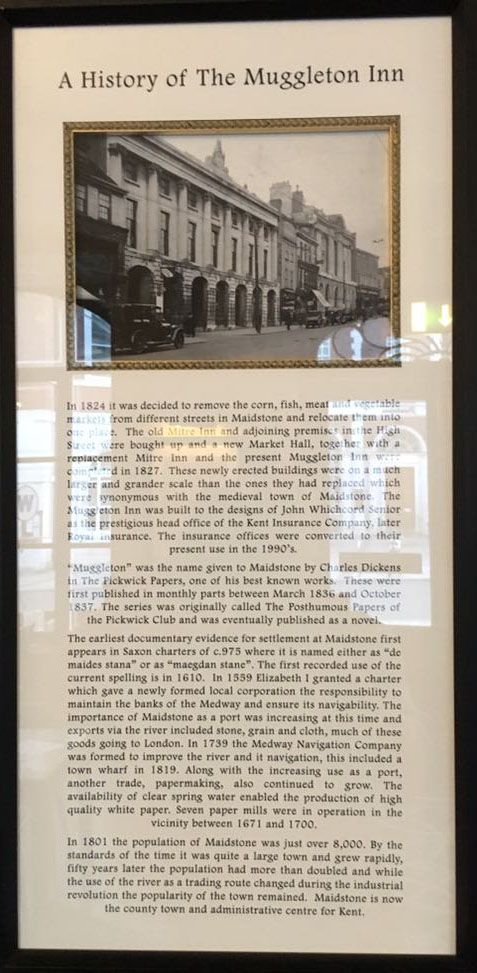 A History of The Muggleton Inn
In 1824 it was decided to remove the corn, fish, meat and vegetable
markets from different streets in Maidstone and relocate them into
one place. The old Mitre Inn and adjoining premises in the High
Street were bought up and a new Market Hall, together with a
replacement Mitre Inn and the present Muggleton Inn were
completed in 1827. These newly erected buildings were on a much
larger and grander scale than the ones they had replaced which
were synonymous with the medieval town of Maidstone. The
Muggleton Inn was built to the designs of John Whichcord Senior
as the prestigious head office of the Kent Insurance Company, later
Royal Insurance. The insurance offices were converted to their
present use in the 1990's.
"Muggleton" was the name given to Maidstone by Charles Dickens
in The Pickwick Papers, one of his best known works. These were
first published in monthly parts between March 1836 and October
1837. The series was originally called The Posthumous Papers of
the Pickwick Club and was eventually published as a novel.
The earliest documentary evidence for settlement at Maidstone first
appears in Saxon charters of c.975 where it is named either as "de
maides stana" or as "maegdan stane". The first recorded use of the
current spelling is in 1610. In 1559 Elizabeth I granted a charter
which gave a newly formed local corporation the responsibility to
maintain the banks of the Medway and ensure its navigability. The
importance of Maidstone as a port was increasing at this time and
exports via the river included stone, grain and cloth, much of these
goods going to London. In 1739 the Medway Navigation Company
was formed to improve the river and it navigation, this included a
town wharf in 1819. Along with the increasing use as a port,
another trade, papermaking, also continued to grow. The
availability of clear spring water enabled the production of high
quality white paper. Seven paper mills were in operation in the
vicinity between 1671 and 1700.
In 1801 the population of Maidstone was just over 8,000. By the
standards of the time it was quite a large town and grew rapidly,
fifty years later the population had more than doubled and while
the use of the river as a trading route changed during the industrial
revolution the popularity of the town remained. Maidstone is now
the county town and administrative centre for Kent.